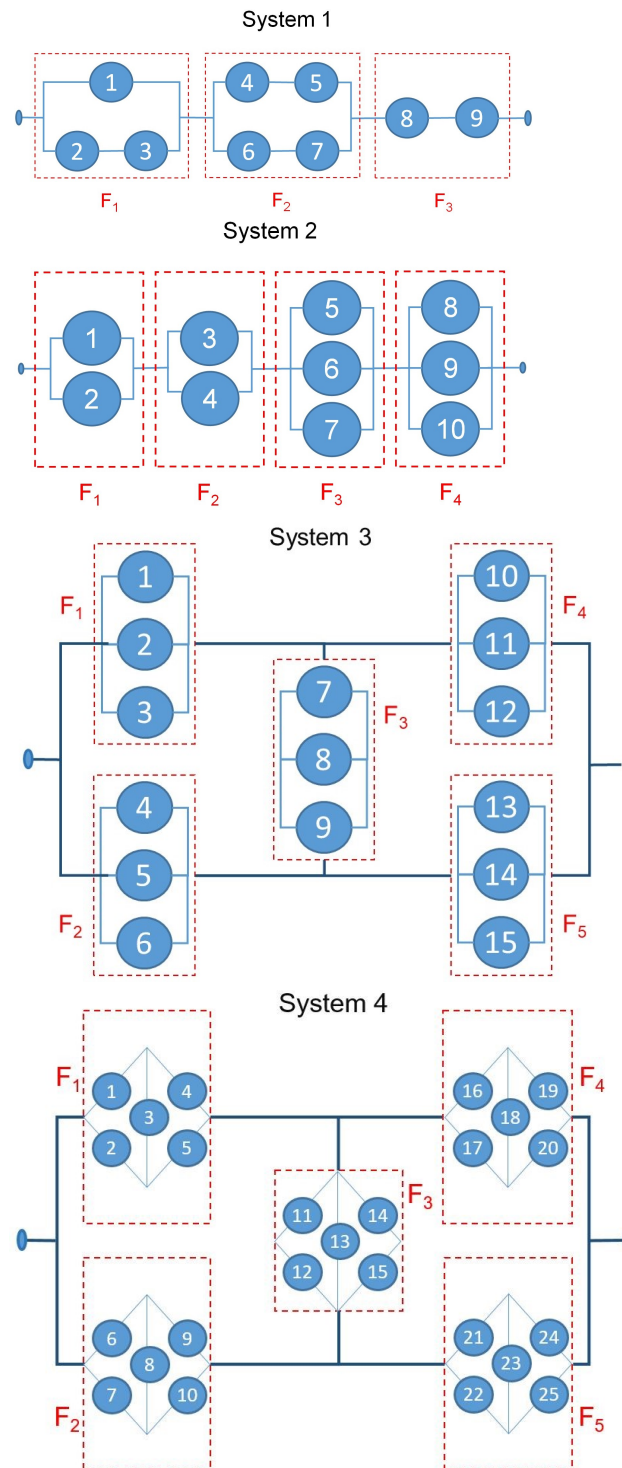 System 1
1 4 5
8 9
2 3 6 7
F1 F2 F3
System 2
1 3 5 8
6 9
2 4 7 10
F1 F2 F3 F4
System 3
1 10
F1 F4
2 11
7
3 F3 12
8
4 9 13
5 14
F2 F5
6 15
System 4
F1 1 4 16 19 F4
3 18
2 5 17 20
F3
11 14
13
12 15
6 9 21 24
8 23
7 10 22 25
F2 F5